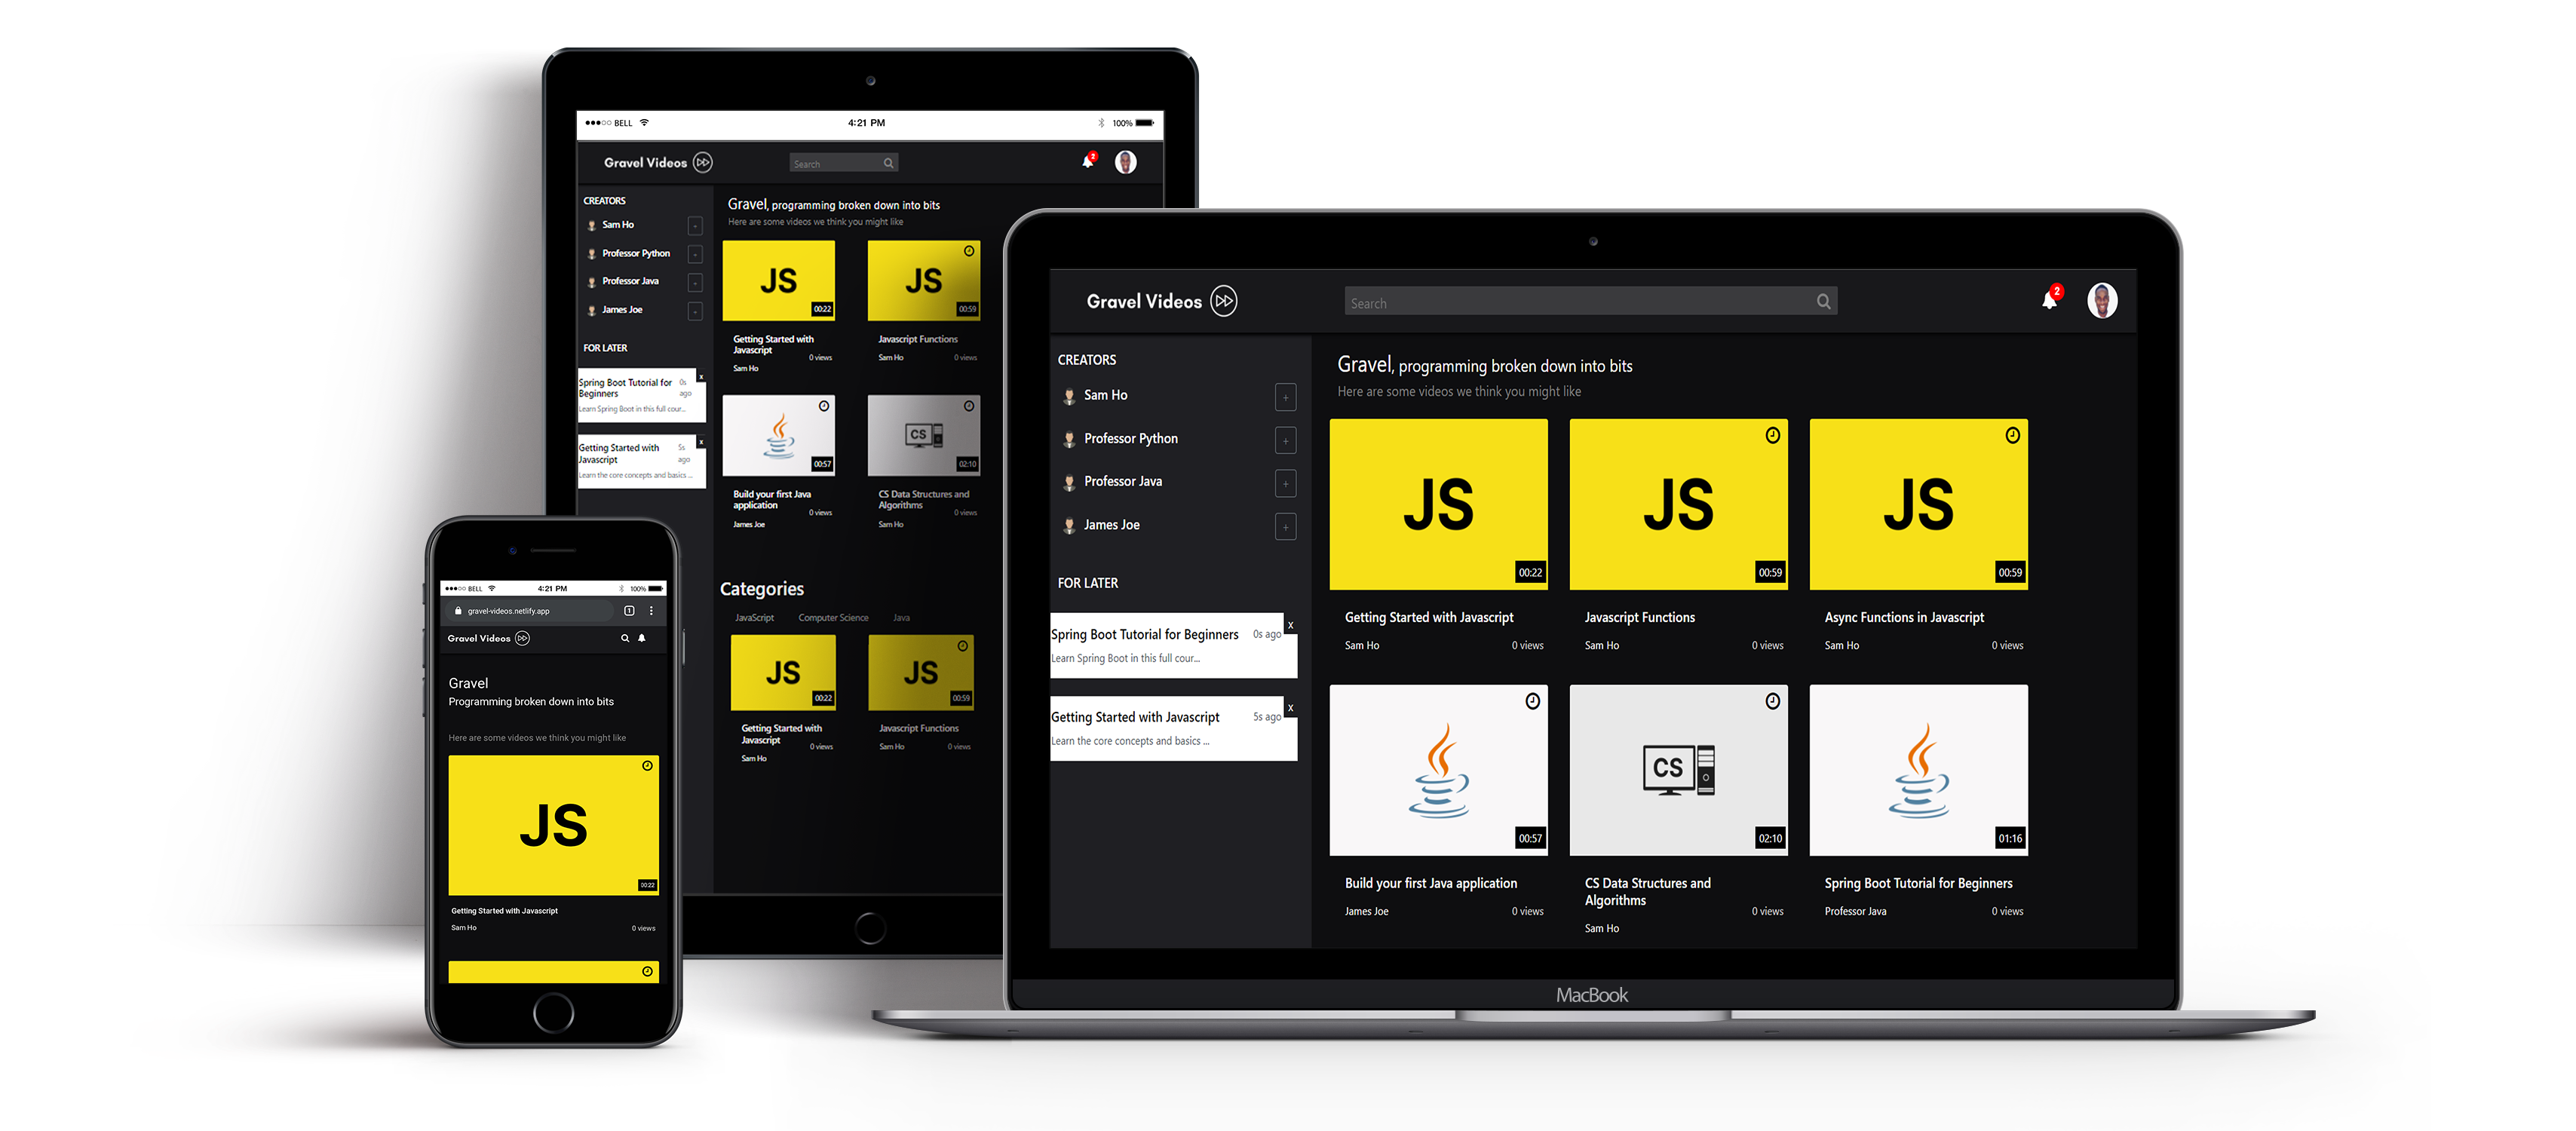 BELL
4:21 PM
100%
Gravel Videos
Search
2
CREATORS
Sam Ho
+
Professor Python
+
Professor Java
+
James Joe
+
FOR LATER
x
Spring Boot Tutorial for Beginners
0s ago
Learn Spring Boot in this full cour...
x
Getting Started with Javascript
5s ago
Learn the core concepts and basics ...
Gravel, programming broken down into bits
Here are some videos we think you might like
JS
00:22
Getting Started with Javascript
0 views
Sam Ho
JS
00:59
Javascript Functions
Sam Ho
0 views
00:57
Build your first Java application
0 views
James Joe
CS
02:10
CS Data Structures and Algorithms
0 views
Sam Ho
Categories
JavaScript
Computer Science
Java
JS
00:22
Getting Started with Javascript
0 views
Sam Ho
JS
00:59
Javascript Functions
Sam Ho
0 views
BELL
4:21 PM
100%
gravel-videos.netlify.app
1
Gravel Videos
Gravel
Programming broken down into bits
Here are some videos we think you might like
JS
00:22
Getting Started with Javascript
Sam Ho
0 views
Gravel Videos
Search
2
CREATORS
Sam Ho
+
Professor Python
+
Professor Java
+
James Joe
+
FOR LATER
x
Spring Boot Tutorial for Beginners
0s ago
Learn Spring Boot in this full cour...
x
Getting Started with Javascript
5s ago
Learn the core concepts and basics ...
Gravel, programming broken down into bits
Here are some videos we think you might like
JS
00:22
Getting Started with Javascript
Sam Ho
0 views
JS
00:59
Javascript Functions
Sam Ho
0 views
JS
00:59
Async Functions in Javascript
Sam Ho
0 views
00:57
Build your first Java application
James Joe
0 views
CS
02:10
CS Data Structures and
Algorithms
0 views
Sam Ho
01:16
Spring Boot Tutorial for Beginners
Professor Java
0 views
MacBook